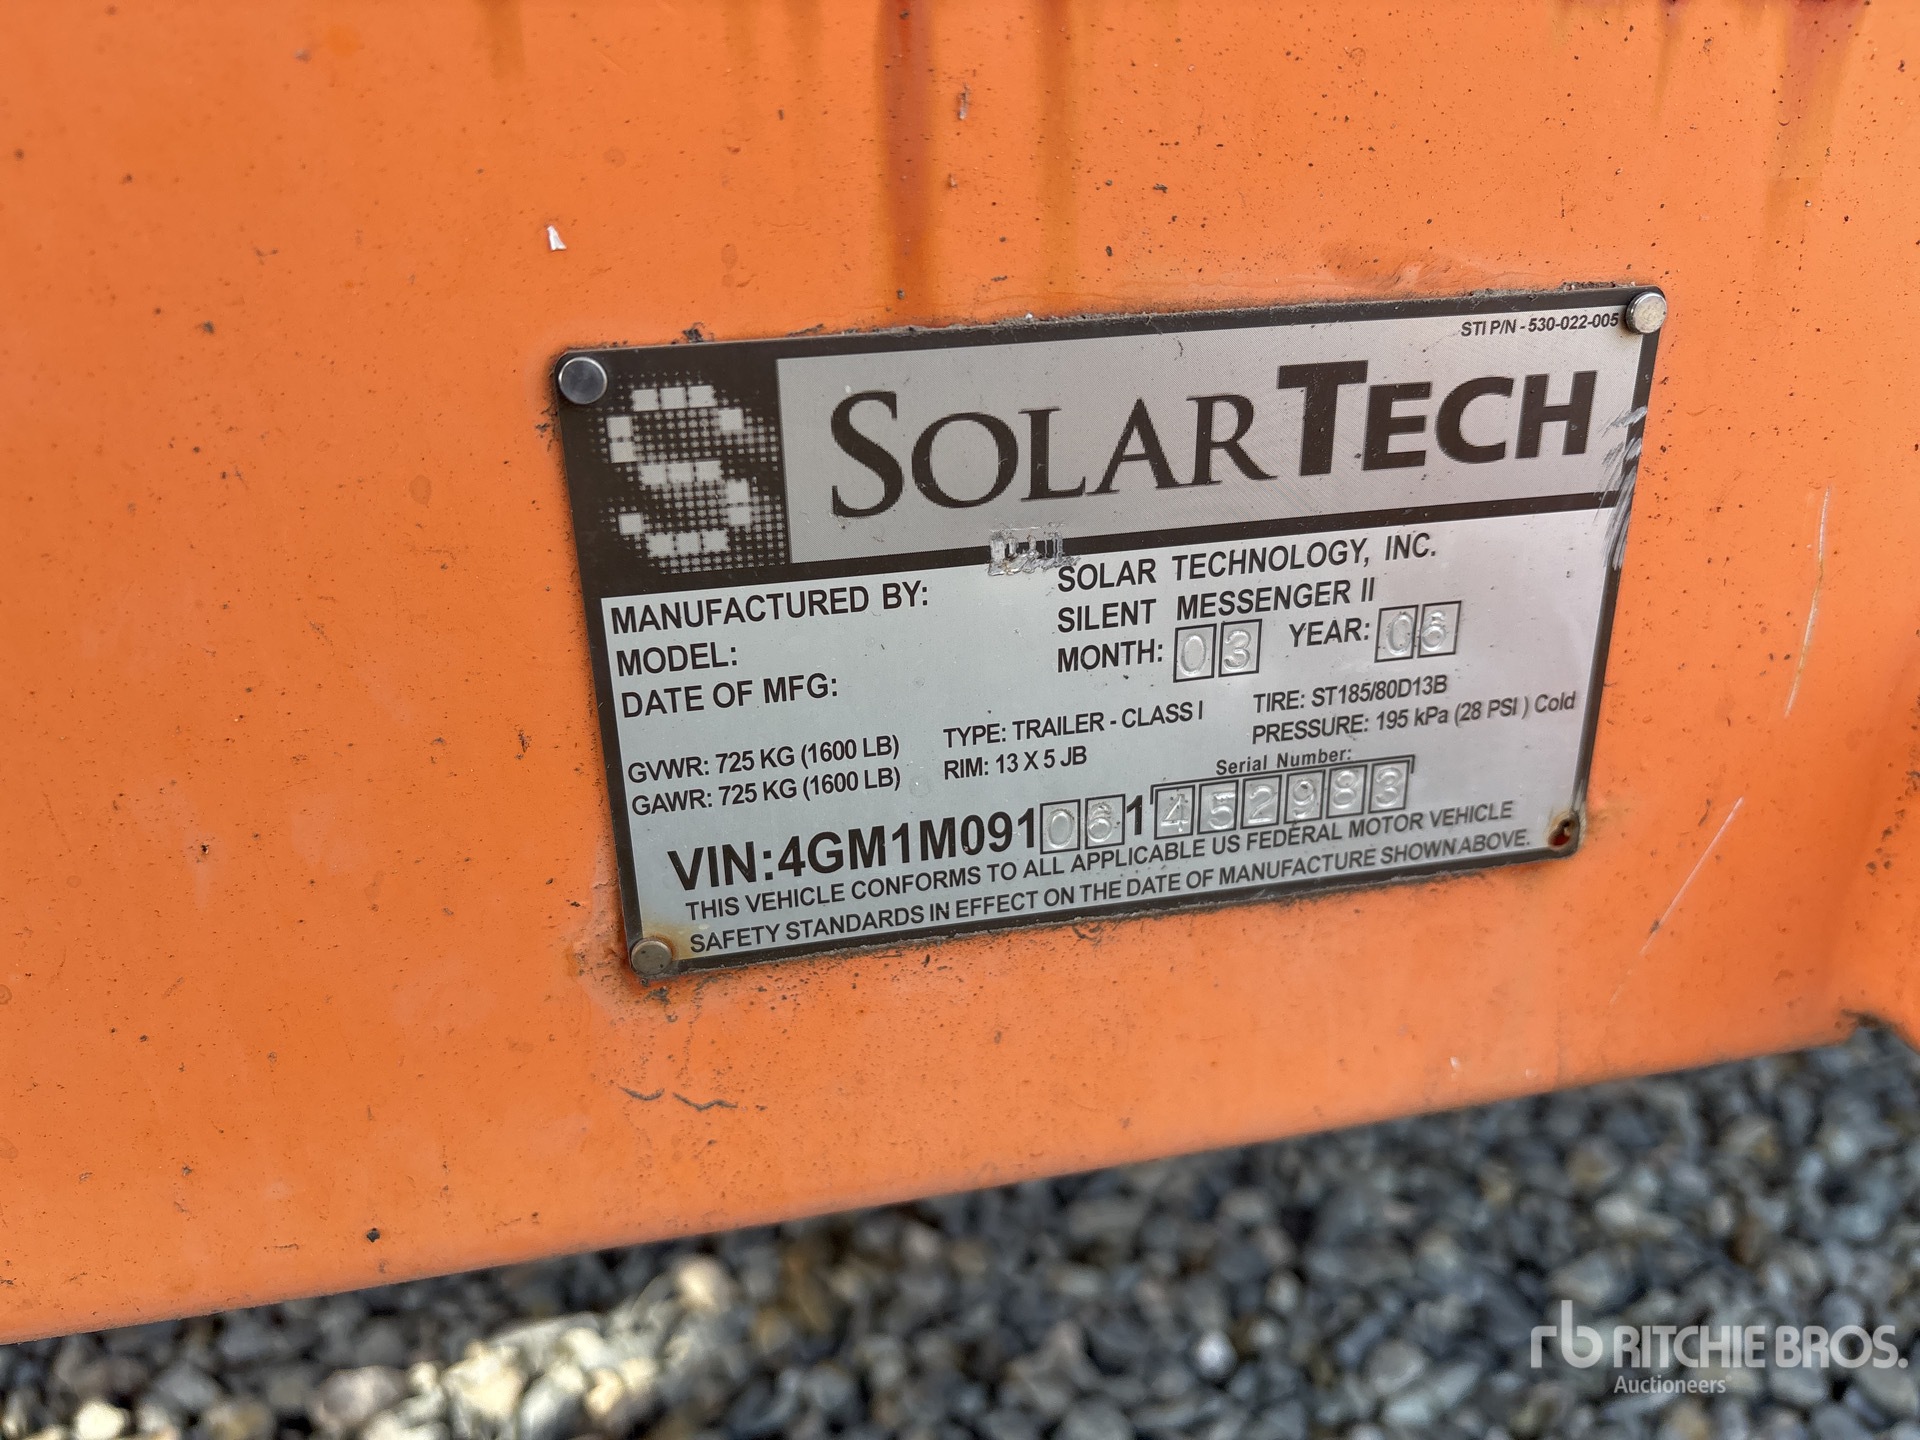 STI P/N - 530-022-005
SOLARTECH
MANUFACTURED BY: SOLAR TECHNOLOGY, INC.
MODEL: SILENT MESSENGER II
DATE OF MFG: MONTH: 03 YEAR: 06
GVWR: 725 KG (1600 LB) TYPE: TRAILER - CLASS I TIRE: ST185/80D13B
GAWR: 725 KG (1600 LB) RIM: 13 X 5 JB PRESSURE: 195 kPa (28 PSI ) Cold
Serial Number:
VIN:4GM1M091061452983
THIS VEHICLE CONFORMS TO ALL APPLICABLE US FEDERAL MOTOR VEHICLE
SAFETY STANDARDS IN EFFECT ON THE DATE OF MANUFACTURE SHOWN ABOVE.
rb RITCHIE BROS.
Auctioneers